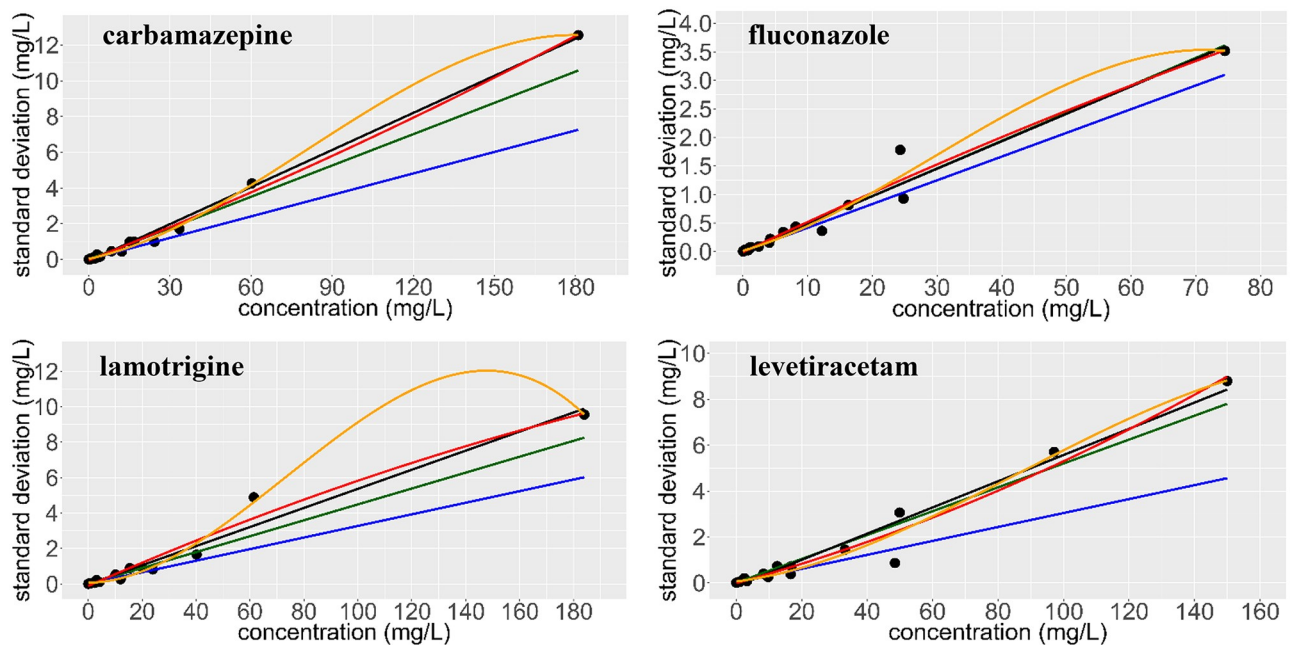 carbamazepine
standard deviation (mg/L)
12
10
8
6
4
2
0
0 30 60 90 120 150 180
concentration (mg/L)
fluconazole
standard deviation (mg/L)
4.0
3.5
3.0
2.5
2.0
1.5
1.0
0.5
0.0
0 10 20 30 40 50 60 70 80
concentration (mg/L)
lamotrigine
standard deviation (mg/L)
12
10
8
6
4
2
0
0 20 40 60 80 100 120 140 160 180
concentration (mg/L)
levetiracetam
standard deviation (mg/L)
10
8
6
4
2
0
0 20 40 60 80 100 120 140 160
concentration (mg/L)